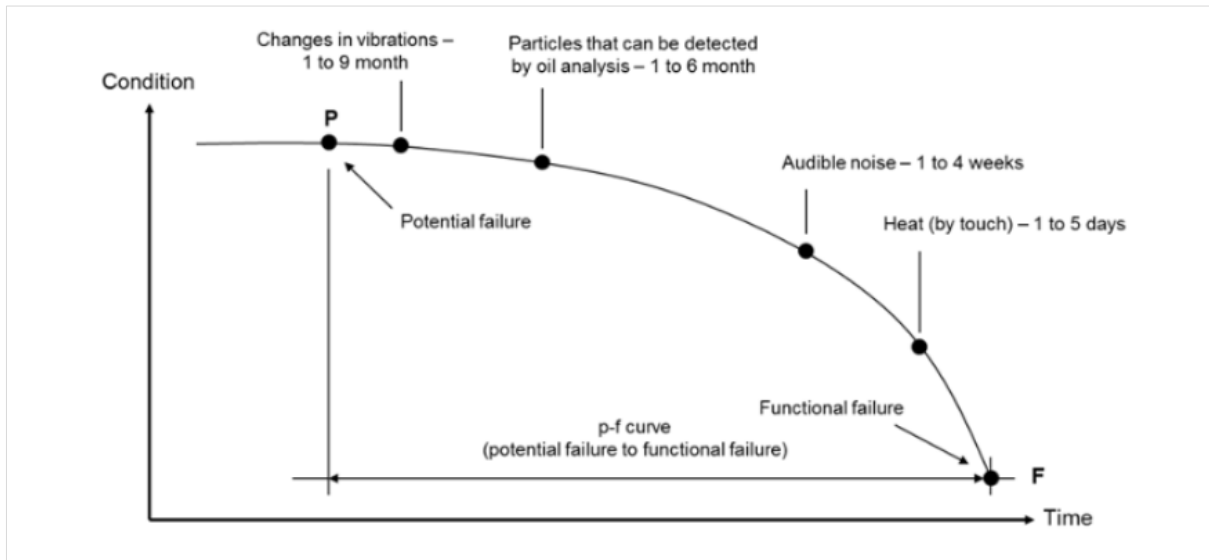 Changes in vibrations –
1 to 9 month
Particles that can be detected
by oil analysis – 1 to 6 month
Condition
P
Audible noise – 1 to 4 weeks
Potential failure
Heat (by touch) – 1 to 5 days
Functional failure
p-f curve
(potential failure to functional failure)
F
Time